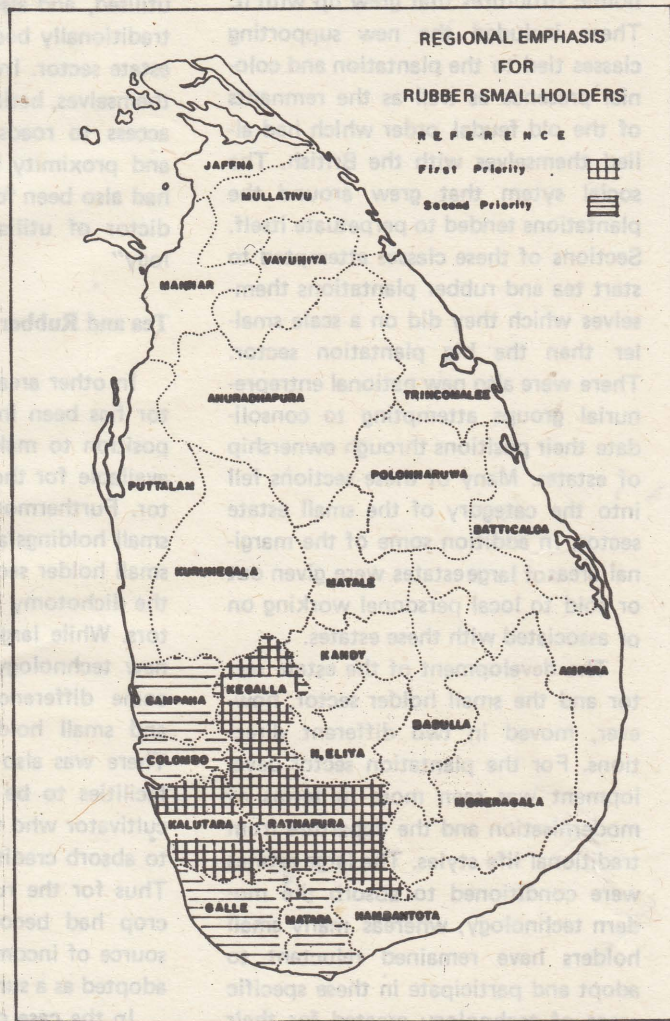 REGIONAL EMPHASIS
FOR
RUBBER SMALLHOLDERS
REFERENCE
First Priority
Second Priority
JAFFNA
MULLATIVU
VAVUNIYA
MANNAR
ANURADHAPURA
TRINCOMALEE
POLONNARUWA
PUTTALAM
BATTICALOA
KURUNEGALA
MATALE
KANDY
AMPARA
KEGALA
GAMPAHA
BADULLA
N. ELIYA
COLOMBO
MONERAGALA
KALUTARA
RATNAPURA
GALLE
MATARA
HAMBANTOTA